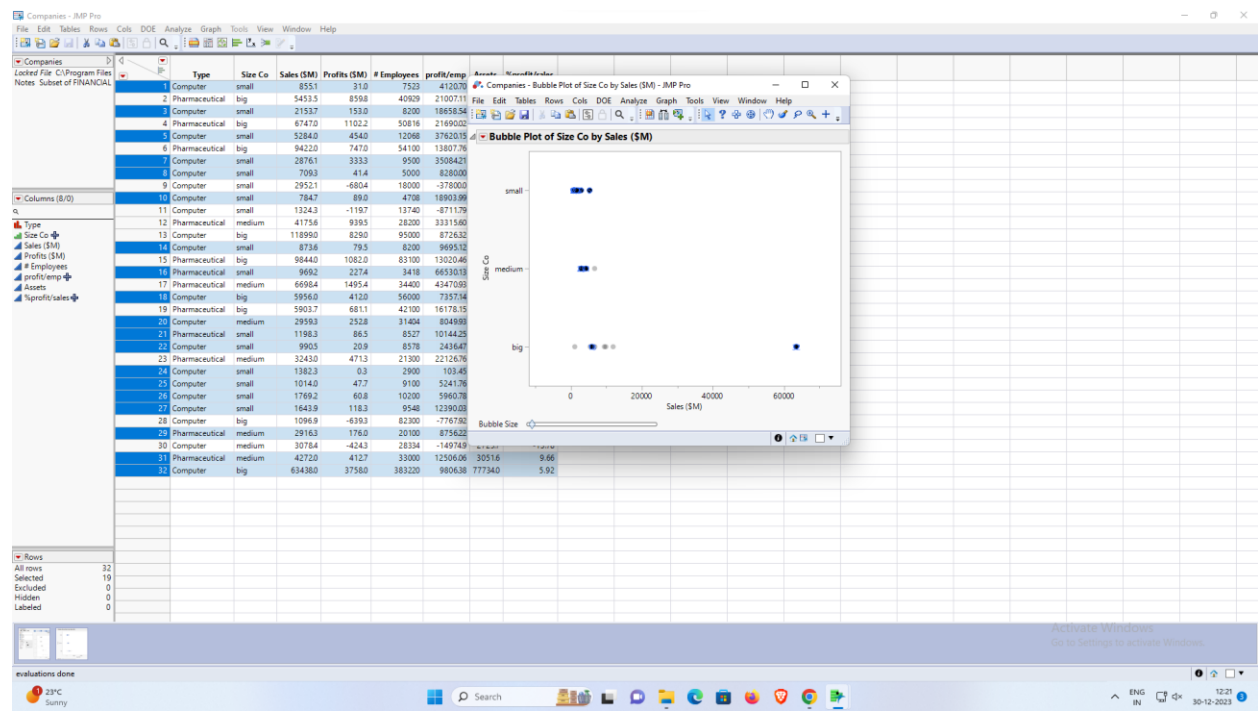 Companies - JMP Pro
File Edit Tables Rows Cols DOE Analyze Graph Tools View Window Help
Companies
Locked File C:\Program Files
Notes Subset of FINANCIAL
Columns (8/0)
Type
Size Co
Sales ($M)
Profits ($M)
# Employees
profit/emp
Assets
%profit/sales
Rows
All rows 32
Selected 19
Excluded 0
Hidden 0
Labeled 0
Type Size Co Sales ($M) Profits ($M) # Employees profit/emp Assets %profit/sales
1 Computer small 855.1 31.0 7523 4120.70
2 Pharmaceutical big 5453.5 859.8 40929 21007.11
3 Computer small 2153.7 153.0 8200 18658.54
4 Pharmaceutical big 6747.0 1102.2 50816 21690.02
5 Computer small 5284.0 454.0 12068 37620.15
6 Pharmaceutical big 9422.0 747.0 54100 13807.76
7 Computer small 2876.1 333.3 9500 35084.21
8 Computer small 709.3 41.4 5000 8280.00
9 Computer small 2952.1 -680.4 18000 -37800.0
10 Computer small 784.7 89.0 4708 18903.99
11 Computer small 1324.3 -119.7 13740 -8711.79
12 Pharmaceutical medium 4175.6 939.5 28200 33315.60
13 Computer big 11899.0 829.0 95000 8726.32
14 Computer small 873.6 79.5 8200 9695.12
15 Pharmaceutical big 9844.0 1082.0 83100 13020.46
16 Pharmaceutical small 969.2 227.4 3418 66530.13
17 Pharmaceutical medium 6698.4 1495.4 34400 43470.93
18 Computer big 5956.0 412.0 56000 7357.14
19 Pharmaceutical big 5903.7 681.1 42100 16178.15
20 Computer medium 2959.3 252.8 31404 8049.93
21 Pharmaceutical small 1198.3 86.5 8527 10144.25
22 Computer small 990.5 20.9 8578 2436.47
23 Pharmaceutical medium 3243.0 471.3 21300 22126.76
24 Computer small 1382.3 0.3 2900 103.45
25 Computer small 1014.0 47.7 9100 5241.76
26 Computer small 1769.2 60.8 10200 5960.78
27 Computer small 1643.9 118.3 9548 12390.03
28 Computer big 1096.9 -639.3 82300 -7767.92
29 Pharmaceutical medium 2916.3 176.0 20100 8756.22
30 Computer medium 3078.4 -424.3 28334 -14974.9
31 Pharmaceutical medium 4272.0 412.7 33000 12506.06 3051.6 9.66
32 Computer big 63438.0 3758.0 383220 9806.38 77734.0 5.92
Companies - Bubble Plot of Size Co by Sales ($M) - JMP Pro
File Edit Tables Rows Cols DOE Analyze Graph Tools View Window Help
Bubble Plot of Size Co by Sales ($M)
small
medium
big
Size Co
0 20000 40000 60000
Sales ($M)
Bubble Size
Activate Windows
Go to Settings to activate Windows.
evaluations done
1
23°C
Sunny
Search
ENG
IN
12:21
30-12-2023
3